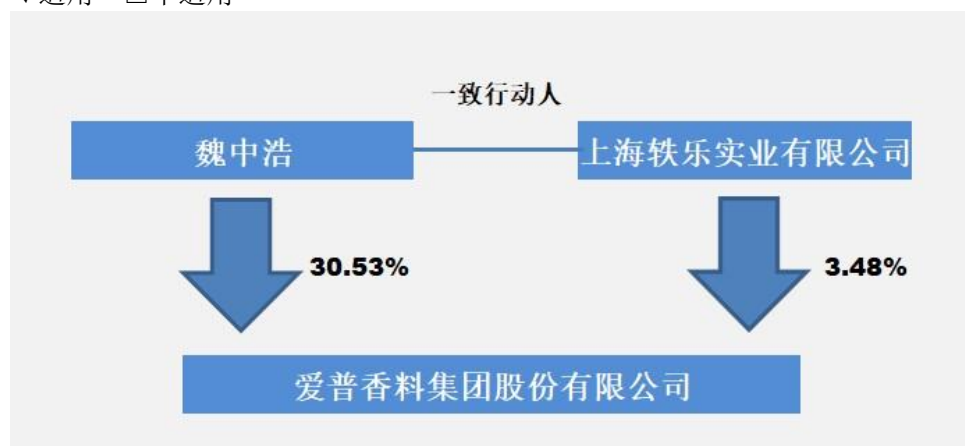 一致行动人
魏中浩
上海轶乐实业有限公司
30.53%
3.48%
爱普香料集团股份有限公司